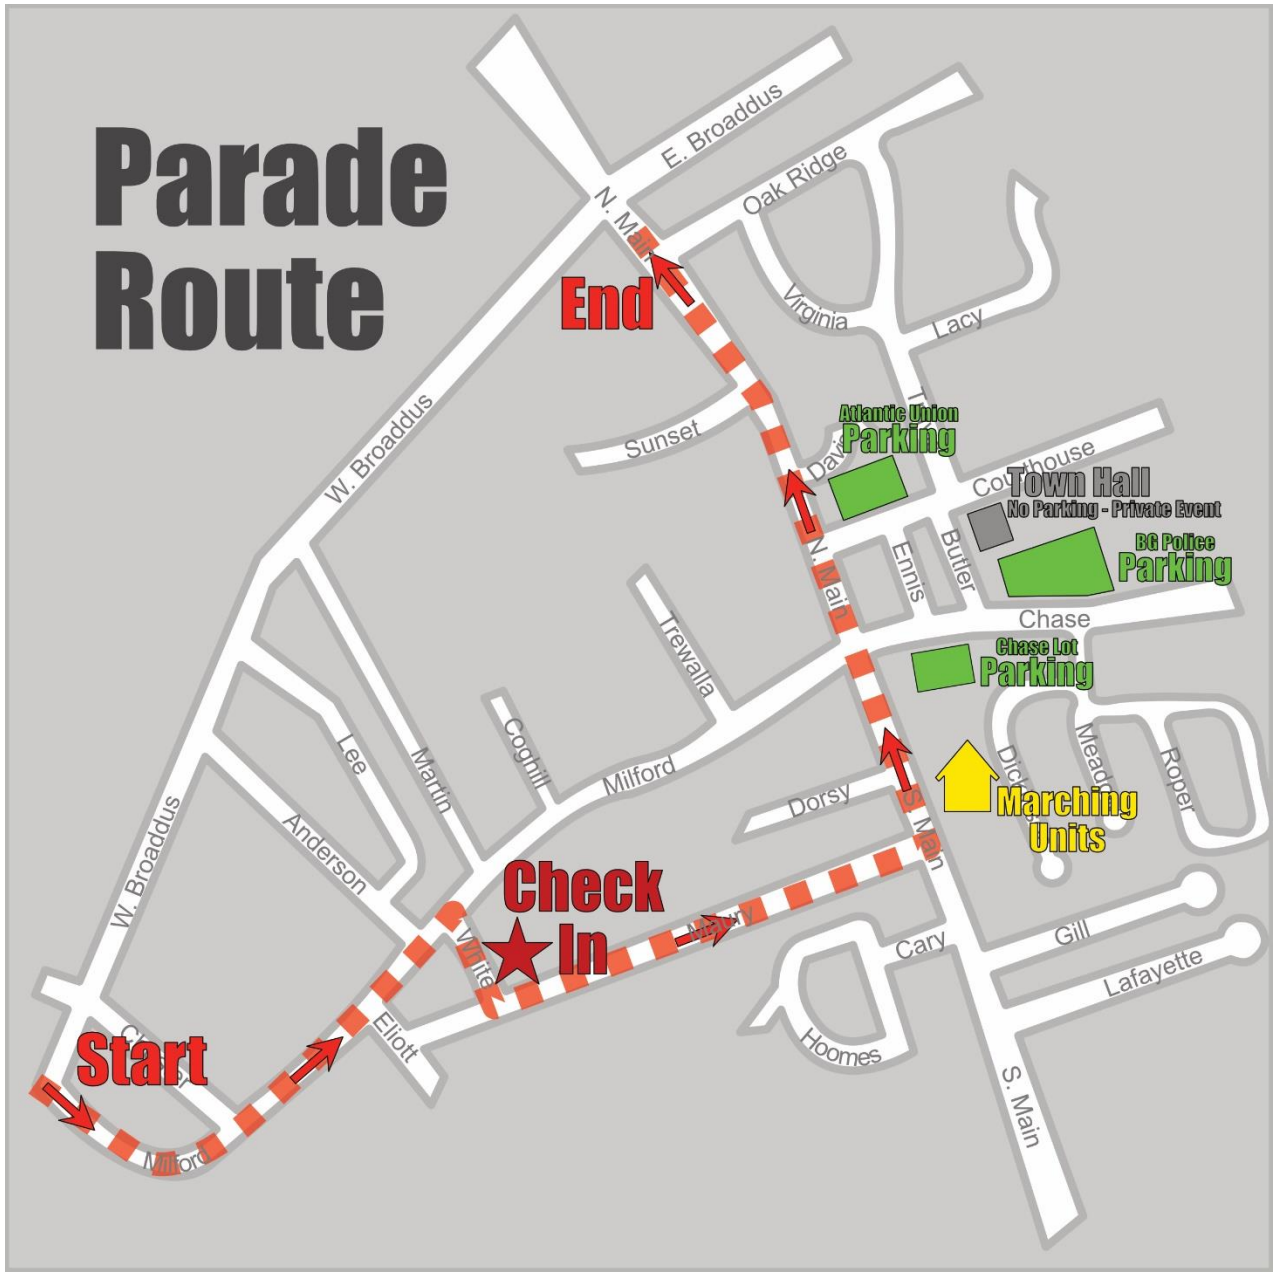 Parade
Route
E. Broaddus
Oak Ridge
N. Main
End
Virginia
Lacy
W. Broaddus
Sunset
Davis
Atlantic Union
Parking
Courthouse
Town Hall
No Parking - Private Event
BG Police
Parking
N. Main
Ennis
Butler
Chase
Trewalla
Chase Lot
Parking
Coghill
Milford
Lee
Martin
Dorsy
S. Main
Marching
Units
Roper
Anderson
W. Broaddus
Check
In
White
Maury
Cary
Gill
Lafayette
Eliott
Hoomes
Start
Milford
S. Main